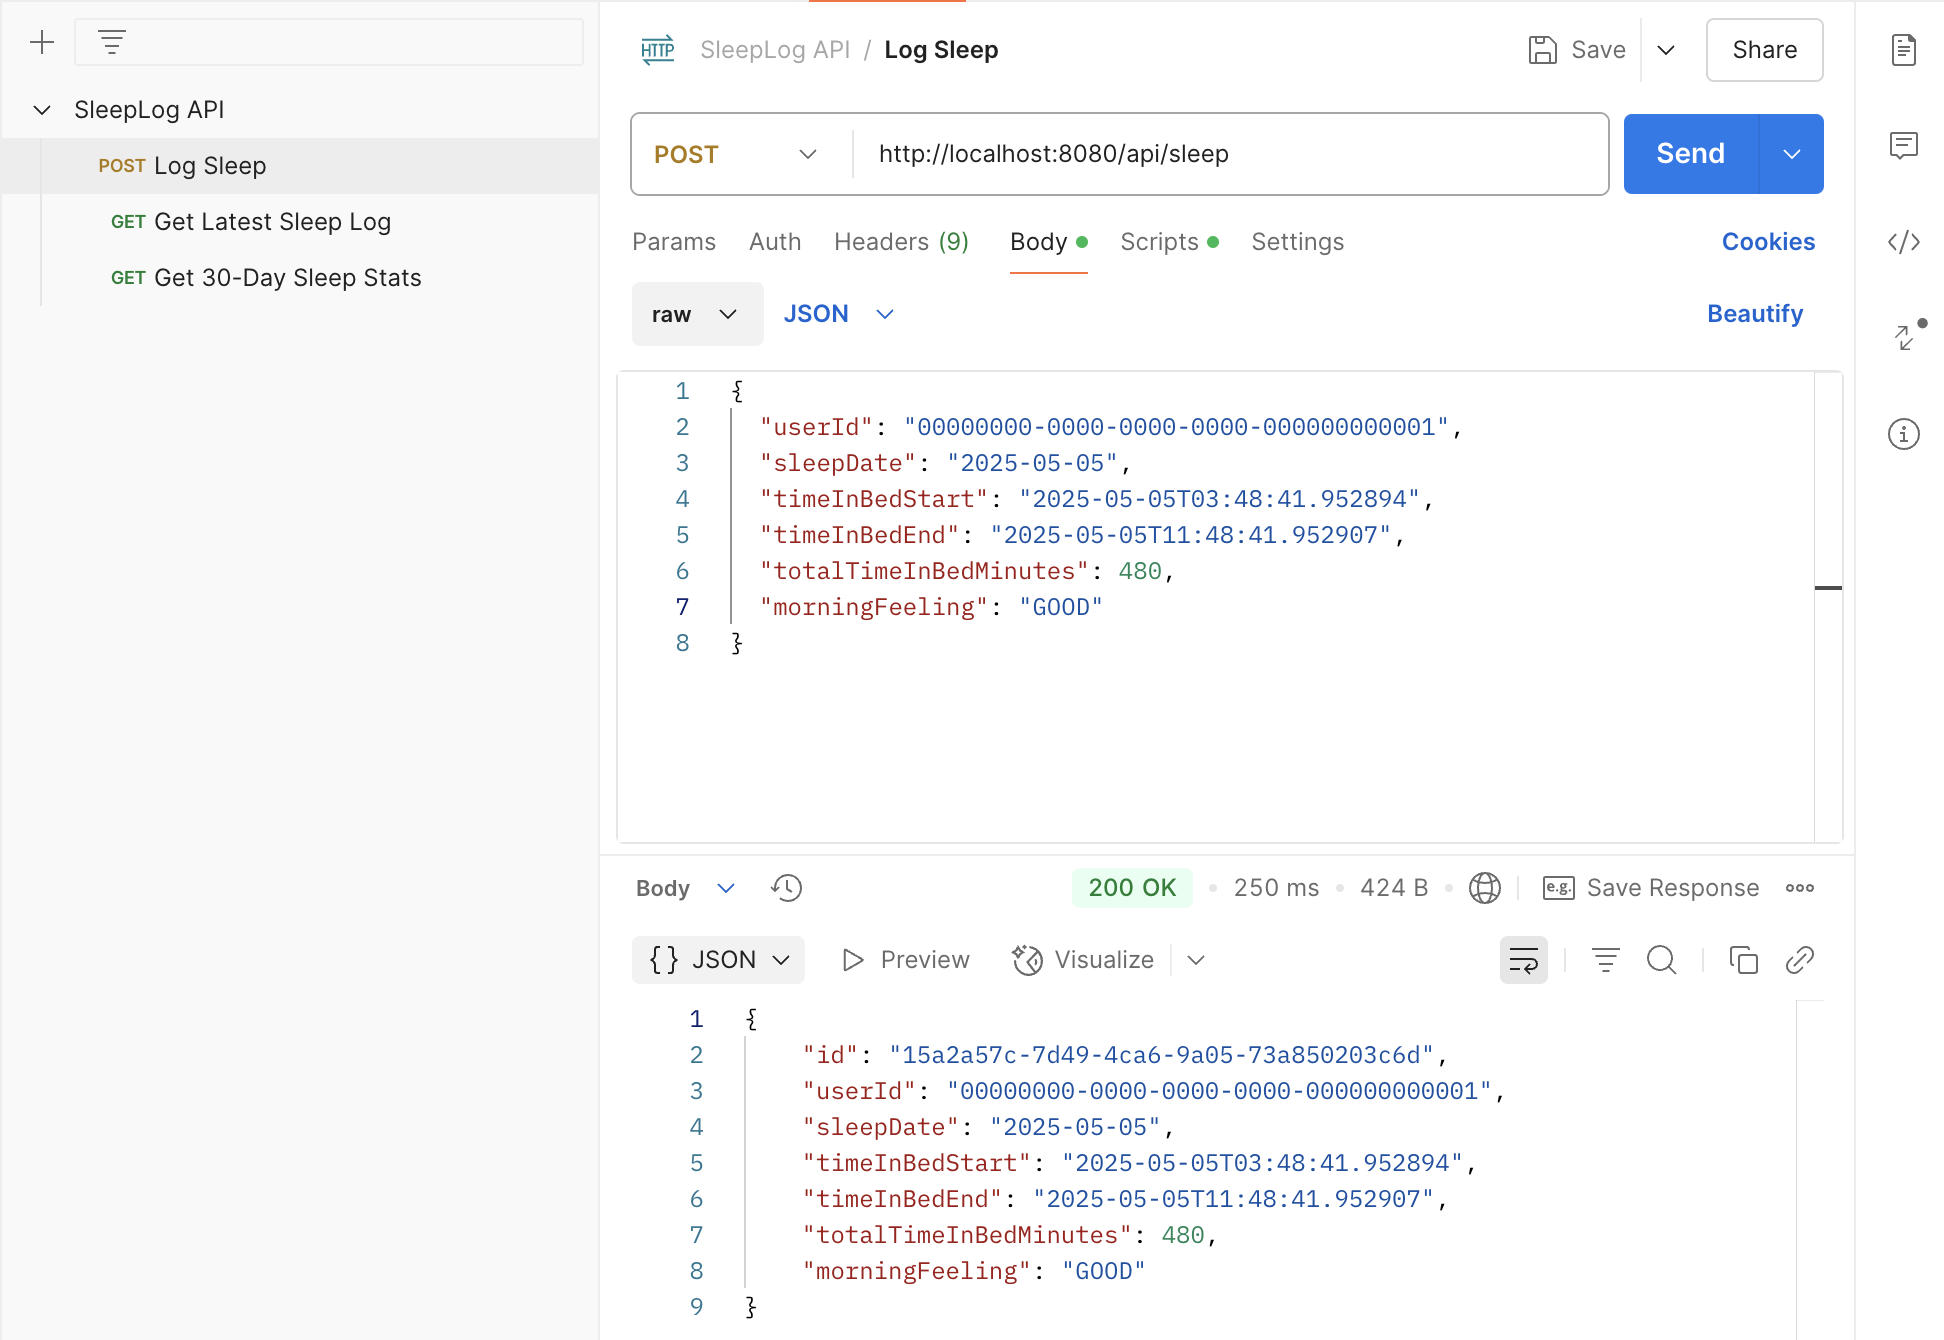 SleepLog API
POST Log Sleep
GET Get Latest Sleep Log
GET Get 30-Day Sleep Stats
HTTP SleepLog API / Log Sleep Save Share
POST http://localhost:8080/api/sleep Send
Params Auth Headers (9) Body Scripts Settings Cookies
raw JSON Beautify
1 {
2 "userId": "00000000-0000-0000-0000-000000000001",
3 "sleepDate": "2025-05-05",
4 "timeInBedStart": "2025-05-05T03:48:41.952894",
5 "timeInBedEnd": "2025-05-05T11:48:41.952907",
6 "totalTimeInBedMinutes": 480,
7 "morningFeeling": "GOOD"
8 }
Body 200 OK • 250 ms • 424 B • e.g. Save Response
{} JSON Preview Visualize
1 {
2 "id": "15a2a57c-7d49-4ca6-9a05-73a850203c6d",
3 "userId": "00000000-0000-0000-0000-000000000001",
4 "sleepDate": "2025-05-05",
5 "timeInBedStart": "2025-05-05T03:48:41.952894",
6 "timeInBedEnd": "2025-05-05T11:48:41.952907",
7 "totalTimeInBedMinutes": 480,
8 "morningFeeling": "GOOD"
9 }